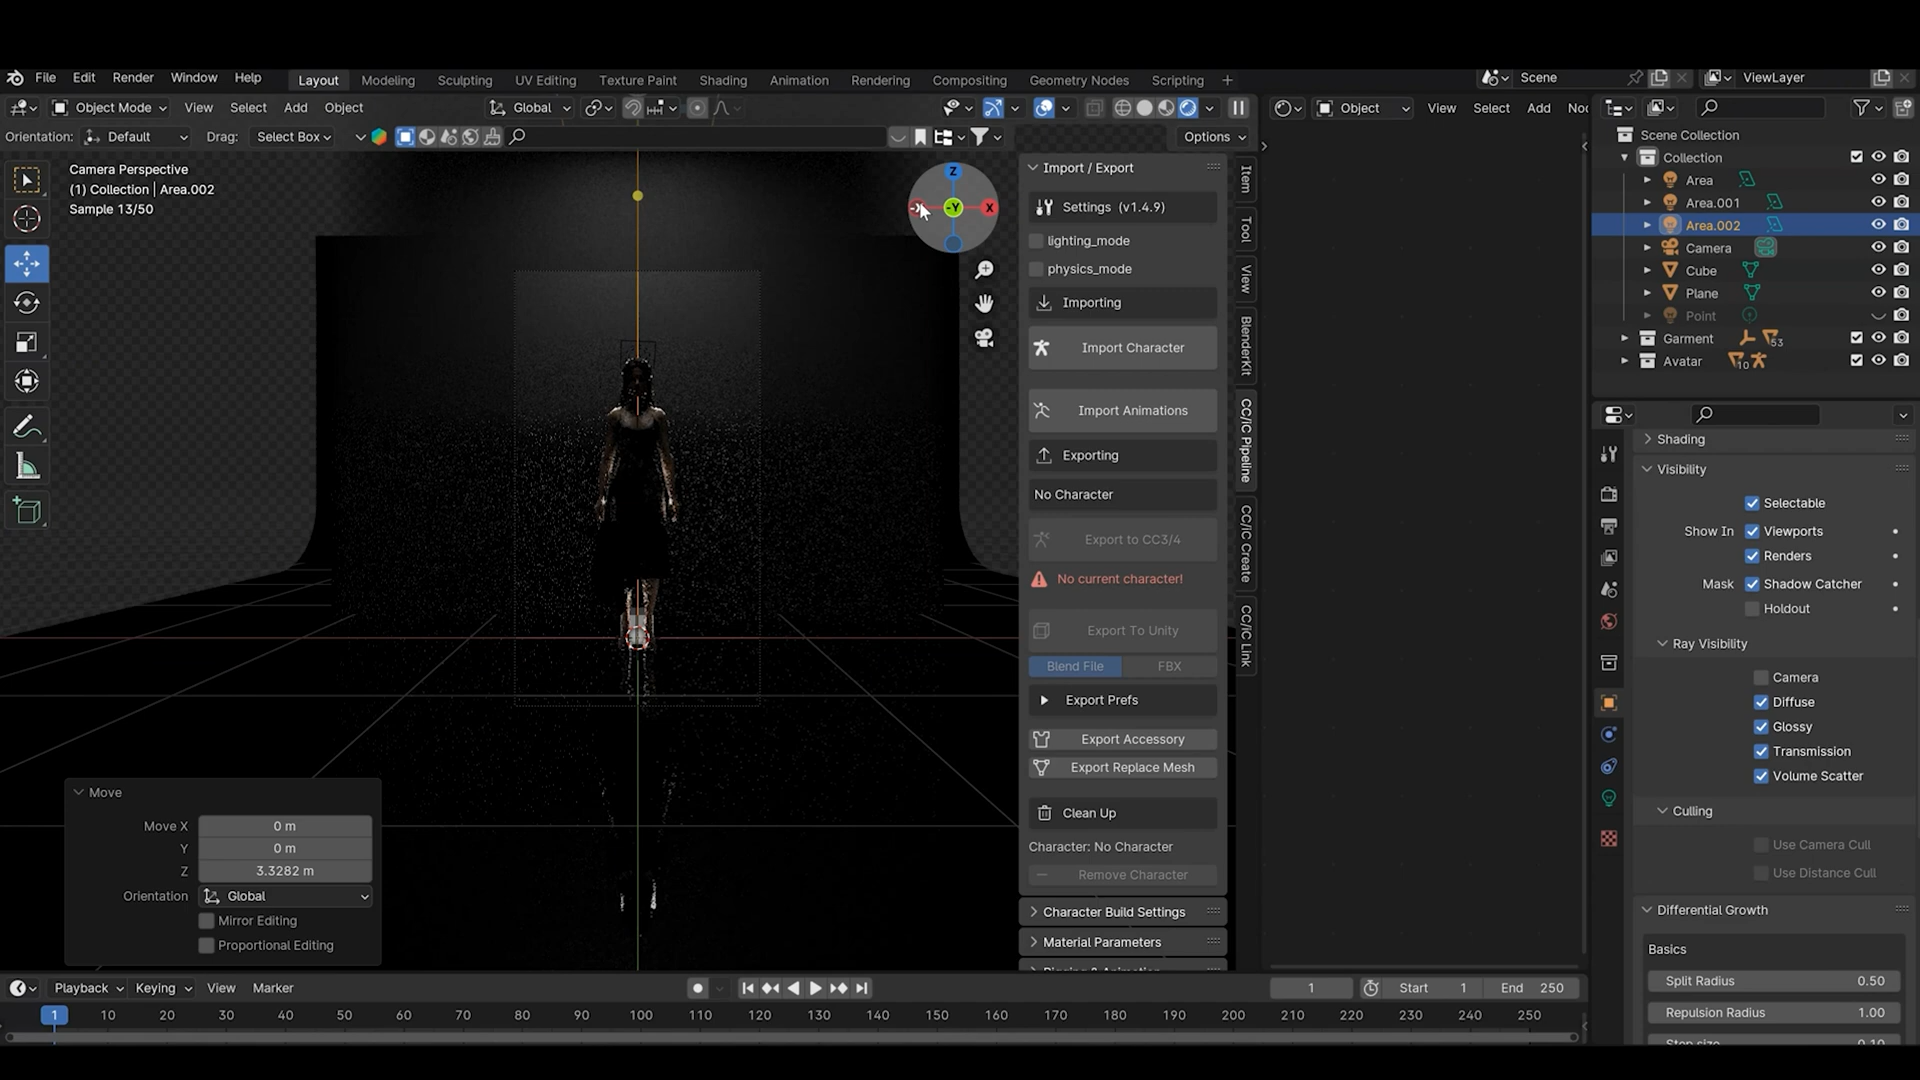 File Edit Render Window Help
Layout Modeling Sculpting UV Editing Texture Paint Shading Animation Rendering Compositing Geometry Nodes Scripting +
Scene
ViewLayer
Object Mode View Select Add Object
Global
Object View Select Add
Orientation: Default Drag: Select Box
Options
Camera Perspective
(1) Collection | Area.002
Sample 13/50
Z
-X -Y X
Import / Export
Settings (v1.4.9)
lighting_mode
physics_mode
Importing
Import Character
Import Animations
Exporting
No Character
Export to CC3/4
No current character!
Export To Unity
Blend File FBX
Export Prefs
Export Accessory
Export Replace Mesh
Clean Up
Character: No Character
Remove Character
Character Build Settings
Material Parameters
Item
Tool
View
BlenderKit
CC/iC Pipeline
CC/iC Create
CC/iC Link
Scene Collection
Collection
Area
Area.001
Area.002
Camera
Cube
Plane
Point
Garment 53
Avatar 10
Shading
Visibility
Selectable
Show In Viewports
Renders
Mask Shadow Catcher
Holdout
Ray Visibility
Camera
Diffuse
Glossy
Transmission
Volume Scatter
Culling
Use Camera Cull
Use Distance Cull
Differential Growth
Basics
Split Radius 0.50
Repulsion Radius 1.00
Move
Move X 0 m
Y 0 m
Z 3.3282 m
Orientation Global
Mirror Editing
Proportional Editing
Playback Keying View Marker
1 Start 1 End 250
1 10 20 30 40 50 60 70 80 90 100 110 120 130 140 150 160 170 180 190 200 210 220 230 240 250